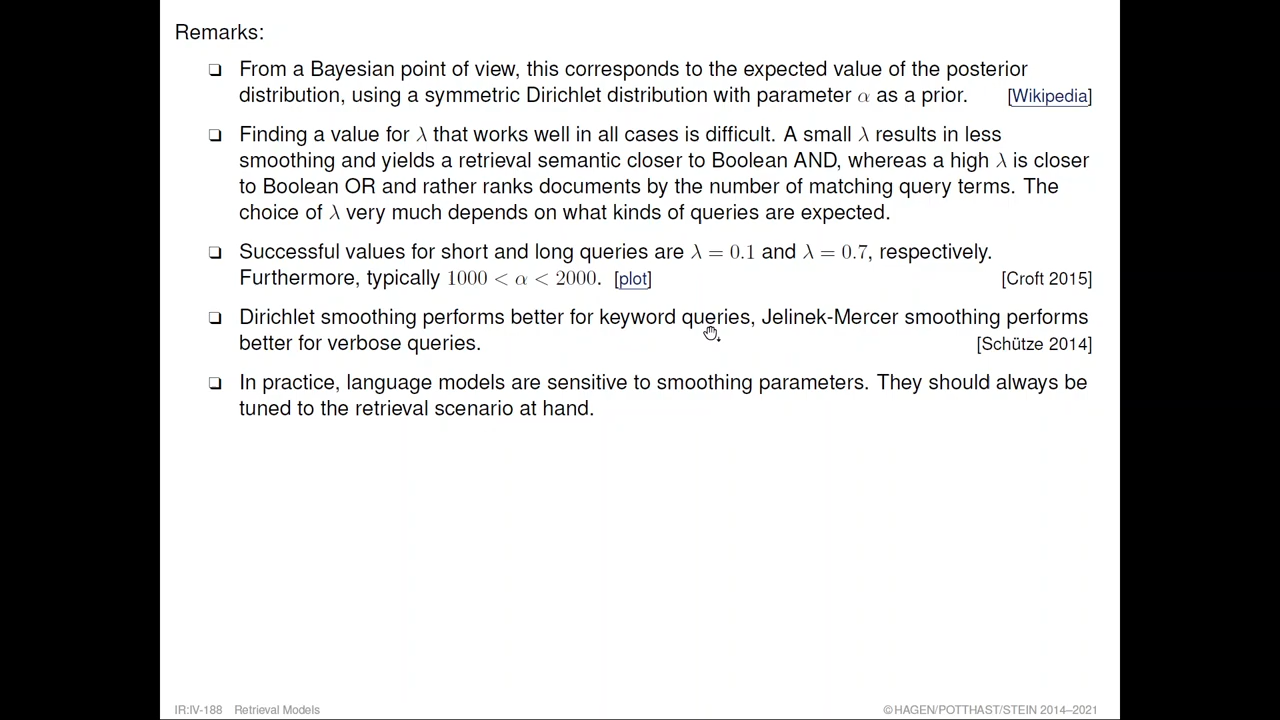 Remarks:
❑ From a Bayesian point of view, this corresponds to the expected value of the posterior
distribution, using a symmetric Dirichlet distribution with parameter α as a prior. [Wikipedia]
❑ Finding a value for λ that works well in all cases is difficult. A small λ results in less
smoothing and yields a retrieval semantic closer to Boolean AND, whereas a high λ is closer
to Boolean OR and rather ranks documents by the number of matching query terms. The
choice of λ very much depends on what kinds of queries are expected.
❑ Successful values for short and long queries are λ = 0.1 and λ = 0.7, respectively.
Furthermore, typically 1000 < α < 2000. [plot] [Croft 2015]
❑ Dirichlet smoothing performs better for keyword queries, Jelinek-Mercer smoothing performs
better for verbose queries. [Schütze 2014]
❑ In practice, language models are sensitive to smoothing parameters. They should always be
tuned to the retrieval scenario at hand.
IR:IV-188 Retrieval Models ©HAGEN/POTTHAST/STEIN 2014–2021